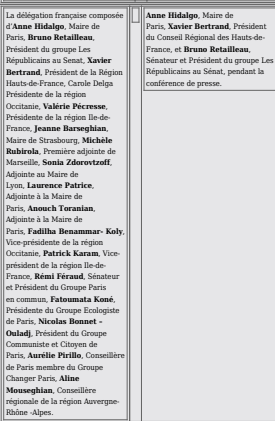 La délégation française composée
d'Anne Hidalgo, Maire de
Paris, Bruno Retailleau,
Président du groupe Les
Républicains au Senat, Xavier
Bertrand, Président de la Région
Hauts-de-France, Carole Delga
Présidente de la région
Occitanie, Valérie Pécresse,
Présidente de la région Ile-de-
France, Jeanne Barseghian,
Maire de Strasbourg, Michèle
Rubirola, Première adjointe de
Marseille, Sonia Zdorovtzoff,
Adjointe au Maire de
Lyon, Laurence Patrice,
Adjointe à la Maire de
Paris, Anouch Toranian,
Adjointe à la Maire de
Paris, Fadilha Benammar- Koly,
Vice-présidente de la région
Occitanie, Patrick Karam, Vice-
président de la région Ile-de-
France, Rémi Féraud, Sénateur
et Président du Groupe Paris
en commun, Fatoumata Koné,
Présidente du Groupe Ecologiste
de Paris, Nicolas Bonnet –
Ouladj, Président du Groupe
Communiste et Citoyen de
Paris, Aurélie Pirillo, Conseillère
de Paris membre du Groupe
Changer Paris, Aline
Mouseghian, Conseillère
régionale de la région Auvergne-
Rhône -Alpes.
Anne Hidalgo, Maire de
Paris, Xavier Bertrand, Président
du Conseil Régional des Hauts-de-
France, et Bruno Retailleau,
Sénateur et Président du groupe Les
Républicains au Sénat, pendant la
conférence de presse.